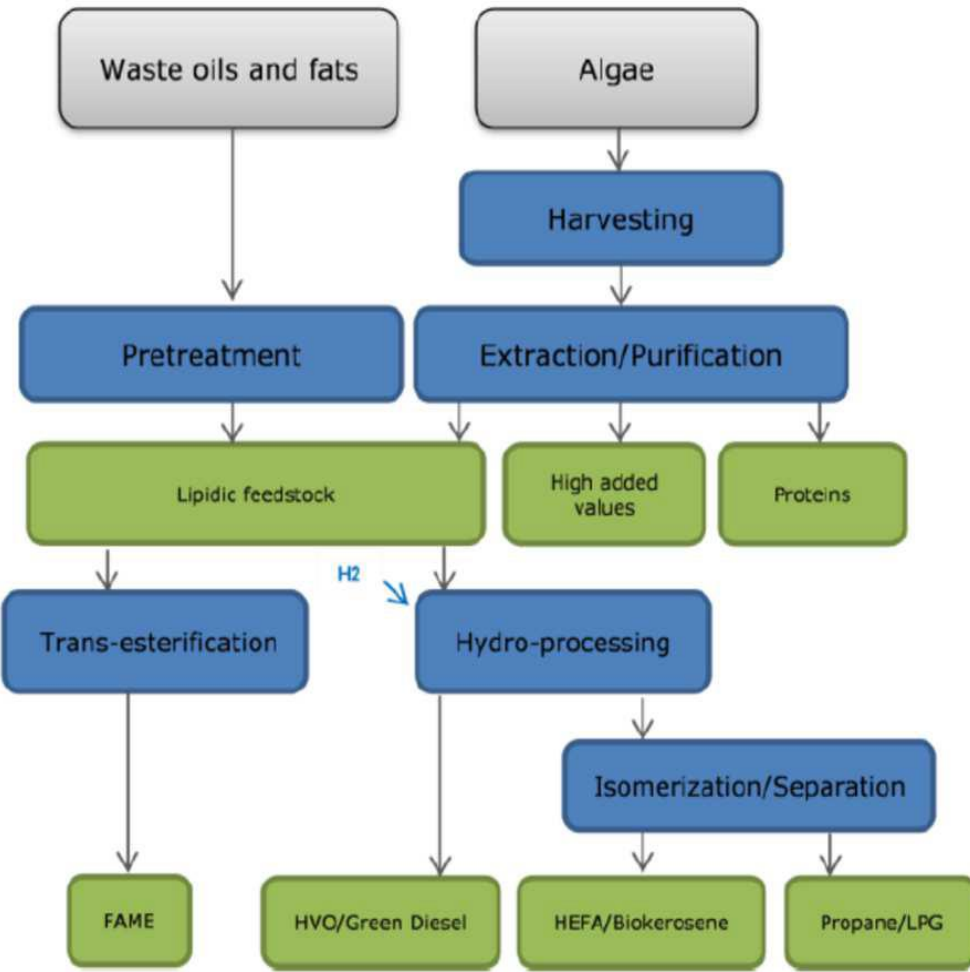 Waste oils and fats
Algae
Harvesting
Pretreatment
Extraction/Purification
Lipidic feedstock
High added
values
Proteins
H2
Trans-esterification
Hydro-processing
Isomerization/Separation
FAME
HVO/Green Diesel
HEFA/Biokerosene
Propane/LPG